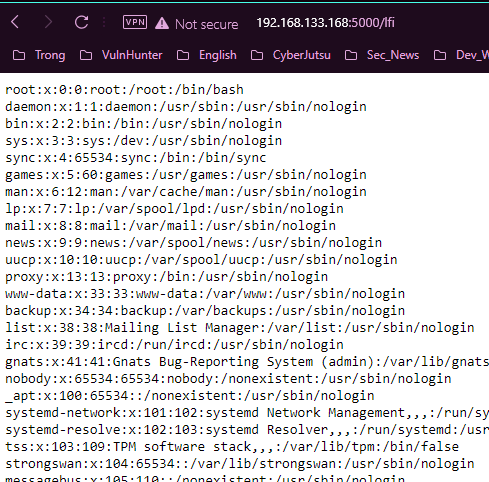 VPN Not secure 192.168.133.168:5000/lfi
Trong VulnHunter English CyberJutsu Sec_News Dev_W
root:x:0:0:root:/root:/bin/bash
daemon:x:1:1:daemon:/usr/sbin:/usr/sbin/nologin
bin:x:2:2:bin:/bin:/usr/sbin/nologin
sys:x:3:3:sys:/dev:/usr/sbin/nologin
sync:x:4:65534:sync:/bin:/bin/sync
games:x:5:60:games:/usr/games:/usr/sbin/nologin
man:x:6:12:man:/var/cache/man:/usr/sbin/nologin
lp:x:7:7:lp:/var/spool/lpd:/usr/sbin/nologin
mail:x:8:8:mail:/var/mail:/usr/sbin/nologin
news:x:9:9:news:/var/spool/news:/usr/sbin/nologin
uucp:x:10:10:uucp:/var/spool/uucp:/usr/sbin/nologin
proxy:x:13:13:proxy:/bin:/usr/sbin/nologin
www-data:x:33:33:www-data:/var/www:/usr/sbin/nologin
backup:x:34:34:backup:/var/backups:/usr/sbin/nologin
list:x:38:38:Mailing List Manager:/var/list:/usr/sbin/nologin
irc:x:39:39:ircd:/run/ircd:/usr/sbin/nologin
gnats:x:41:41:Gnats Bug-Reporting System (admin):/var/lib/gnats
nobody:x:65534:65534:nobody:/nonexistent:/usr/sbin/nologin
_apt:x:100:65534::/nonexistent:/usr/sbin/nologin
systemd-network:x:101:102:systemd Network Management,,,:/run/sy
systemd-resolve:x:102:103:systemd Resolver,,,:/run/systemd:/usr
tss:x:103:109:TPM software stack,,,:/var/lib/tpm:/bin/false
strongswan:x:104:65534::/var/lib/strongswan:/usr/sbin/nologin
messagebus:x:105:110::/nonexistent:/usr/sbin/nologin